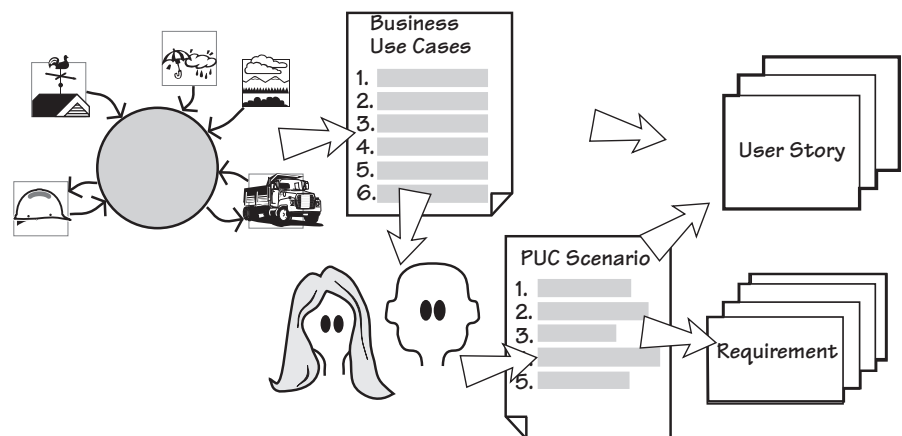 Business
Use Cases
1.
2.
3.
4.
5.
6.
User Story
PUC Scenario
1.
2.
3.
5.
Requirement